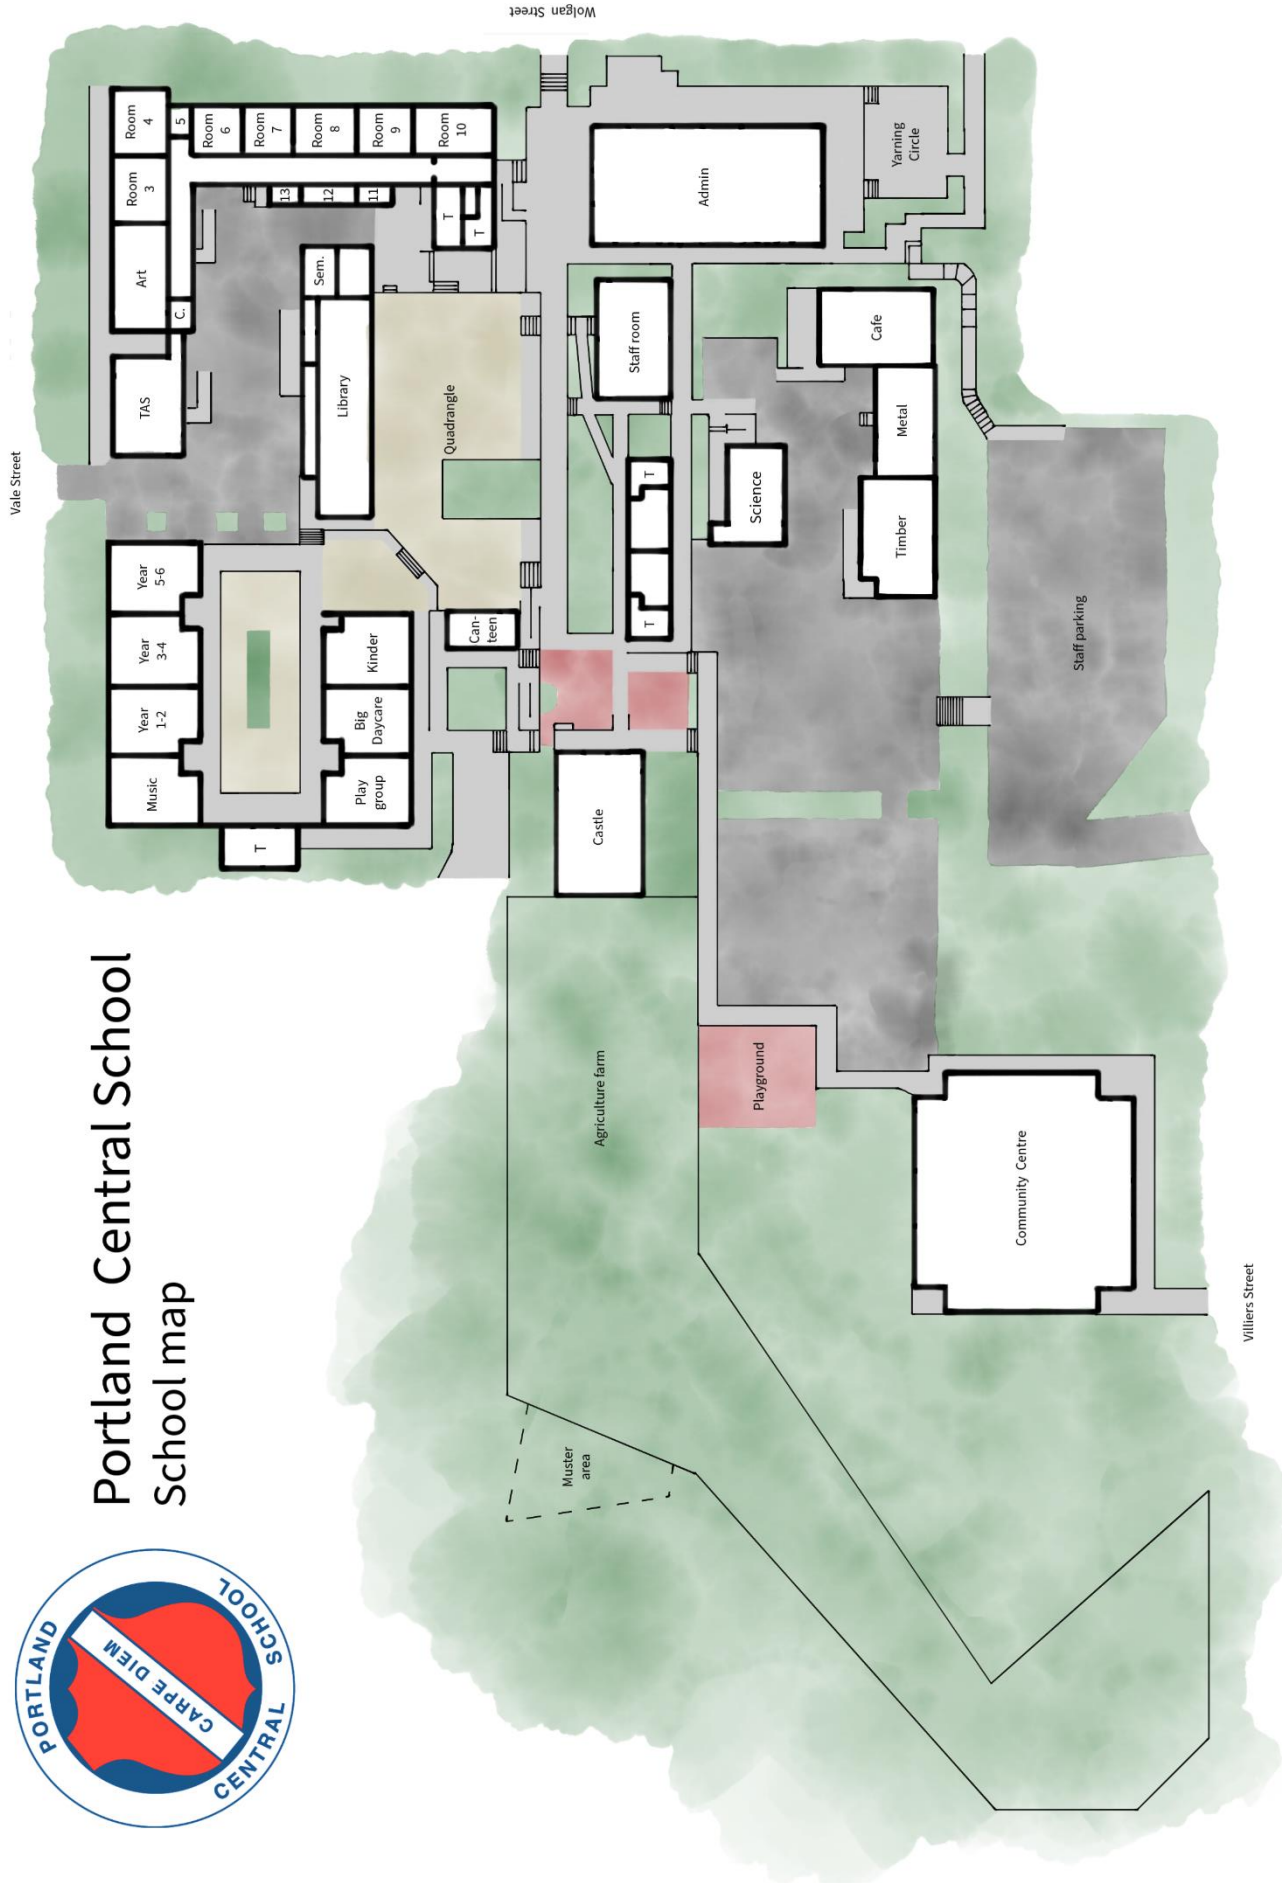 Portland Central School
School map
PORTLAND
CENTRAL
SCHOOL
CARPE DIEM
Vale Street
Wolgan Street
Villiers Street
Music
Year
1-2
Year
3-4
Year
5-6
TAS
Art
C.
Room
3
Room
4
5
Room
6
Room
7
Room
8
Room
9
Room
10
13
12
11
T
T
T
Play
group
Big
Daycare
Kinder
Library
Sem.
Can-
teen
Quadrangle
Castle
T
T
Staff room
Admin
Yarning
Circle
Science
Cafe
Metal
Timber
Staff parking
Agriculture farm
Playground
Muster
area
Community Centre